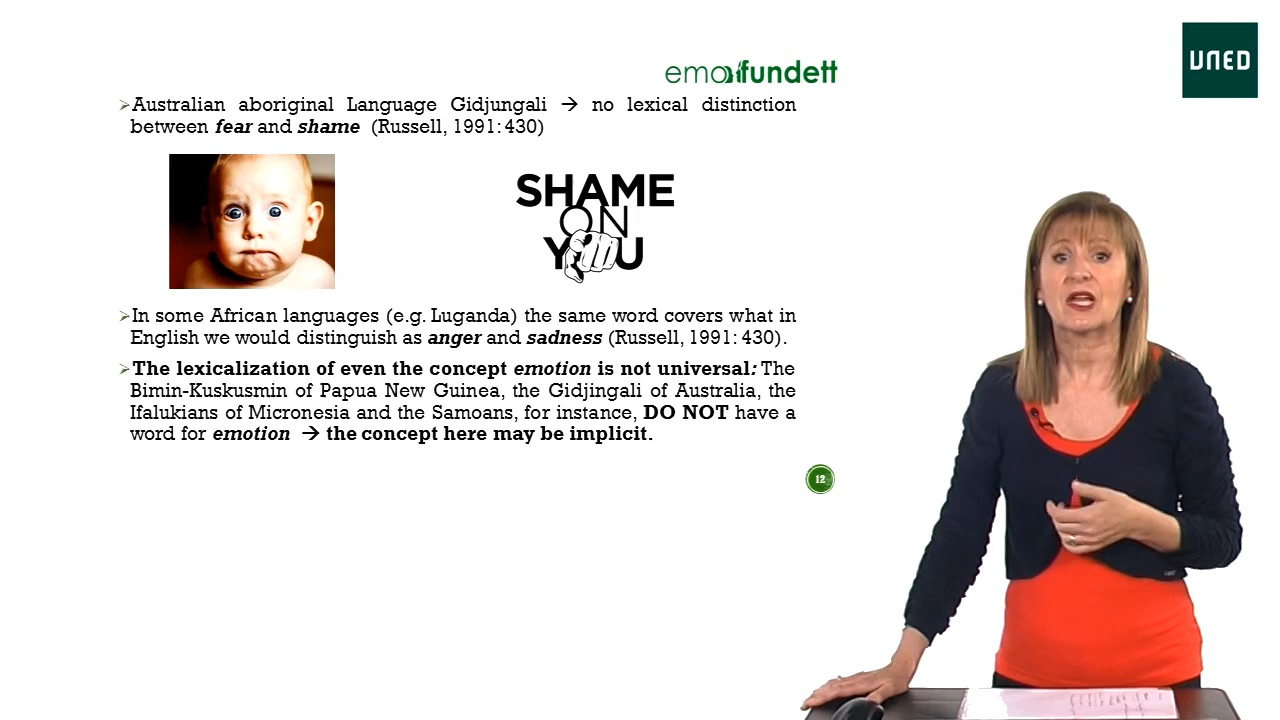 UNED
emo fundett
➢Australian aboriginal Language Gidjungali → no lexical distinction
between fear and shame (Russell, 1991:430)
SHAME
ON
YOU
➢In some African languages (e.g. Luganda) the same word covers what in
English we would distinguish as anger and sadness (Russell, 1991: 430).
➢The lexicalization of even the concept emotion is not universal: The
Bimin-Kuskusmin of Papua New Guinea, the Gidjingali of Australia, the
Ifalukians of Micronesia and the Samoans, for instance, DO NOT have a
word for emotion → the concept here may be implicit.
12